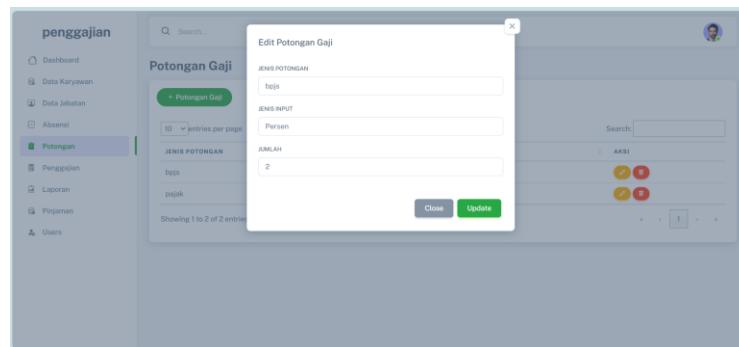 penggajian
Search...
Dashboard
Data Karyawan
Data Jabatan
Absensi
Potongan
Penggajian
Laporan
Pinjaman
Users
Potongan Gaji
+ Potongan Gaji
10 entries per page
Search:
JENIS POTONGAN
AKSI
bpjs
pajak
Showing 1 to 2 of 2 entries
« ‹ 1 › »
Edit Potongan Gaji
×
JENIS POTONGAN
bpjs
JENIS INPUT
Persen
JUMLAH
2
Close
Update